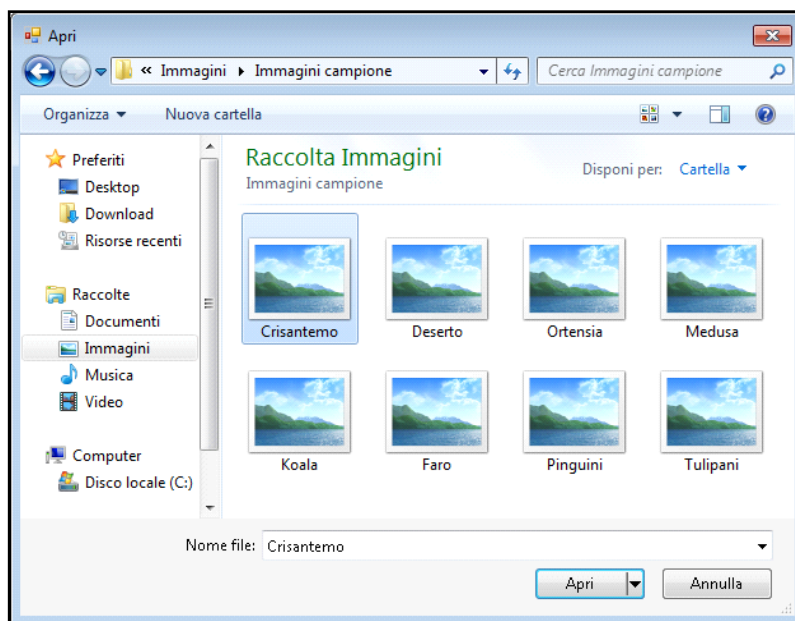 Apri
« Immagini ▸ Immagini campione
Cerca Immagini campione
Organizza Nuova cartella
Preferiti
Desktop
Download
Risorse recenti
Raccolte
Documenti
Immagini
Musica
Video
Computer
Disco locale (C:)
Raccolta Immagini
Immagini campione
Disponi per: Cartella
Crisantemo Deserto Ortensia Medusa
Koala Faro Pinguini Tulipani
Nome file: Crisantemo
Apri Annulla